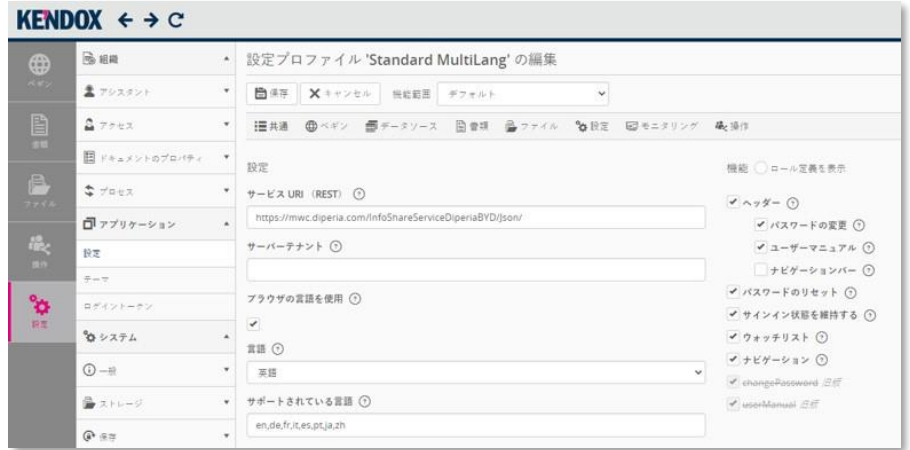 KENDOX
ベギン
書類
ファイル
操作
設定
組織
アシスタント
アクセス
ドキュメントのプロパティ
プロセス
アプリケーション
設定
テーマ
ログイントークン
システム
一般
ストレージ
保存
設定プロファイル 'Standard MultiLang' の編集
保存 キャンセル 機能範囲 デフォルト
共通 ベギン データソース 書類 ファイル 設定 モニタリング 操作
設定
サービス URI （REST）
https://mwc.diperia.com/InfoShareServiceDiperiaBYD/Json/
サーバーテナント
ブラウザの言語を使用
言語
英語
サポートされている言語
en,de,fr,it,es,pt,ja,zh
機能 ロール定義を表示
ヘッダー
パスワードの変更
ユーザーマニュアル
ナビゲーションバー
パスワードのリセット
サインイン状態を維持する
ウォッチリスト
ナビゲーション
changePassword
userManual